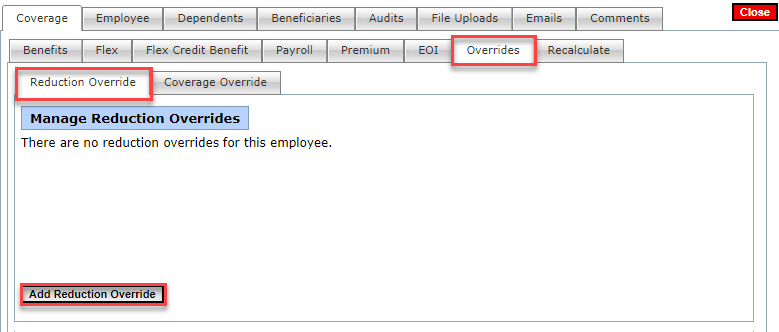 Coverage Employee Dependents Beneficiaries Audits File Uploads Emails Comments Close
Benefits Flex Flex Credit Benefit Payroll Premium EOI Overrides Recalculate
Reduction Override Coverage Override
Manage Reduction Overrides
There are no reduction overrides for this employee.
Add Reduction Override